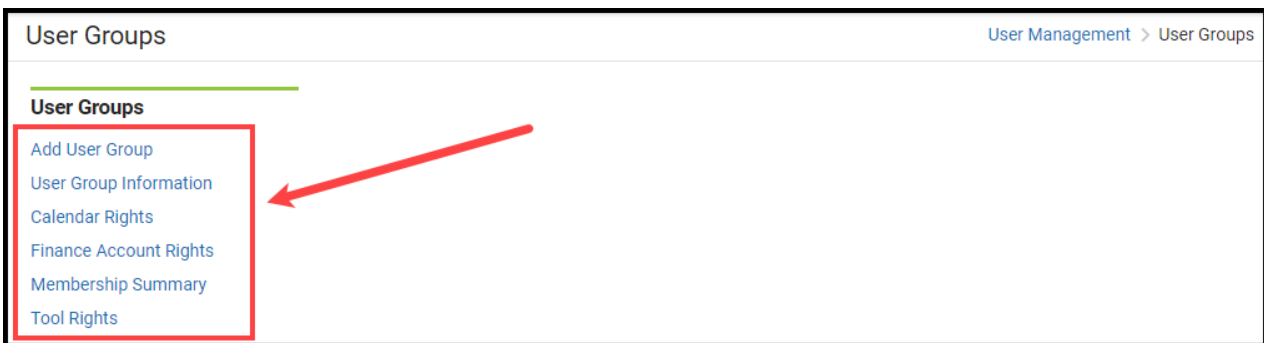 User Groups
User Management > User Groups
User Groups
Add User Group
User Group Information
Calendar Rights
Finance Account Rights
Membership Summary
Tool Rights